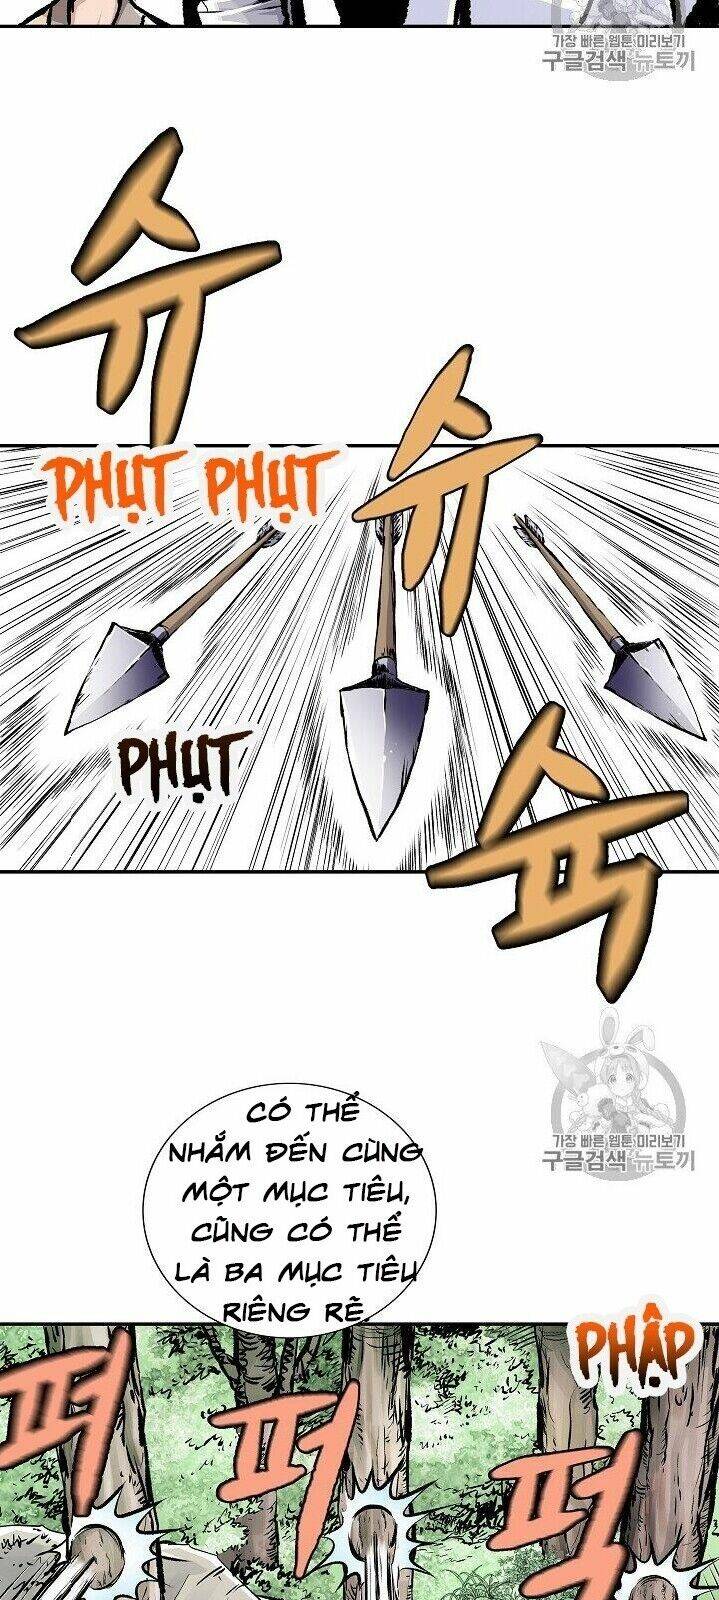 가장 빠른 웹툰 미리보기
구글검색 뉴토끼
슈
슈
PHỤT PHỤT
PHỤT
슉
CÓ THỂ
NHẮM ĐẾN CÙNG
MỘT MỤC TIÊU,
CŨNG CÓ THỂ
LÀ BA MỤC TIÊU
RIÊNG RẼ.
가장 빠른 웹툰 미리보기
구글검색 뉴토끼
PHẬP
퍼
퍽
퍽